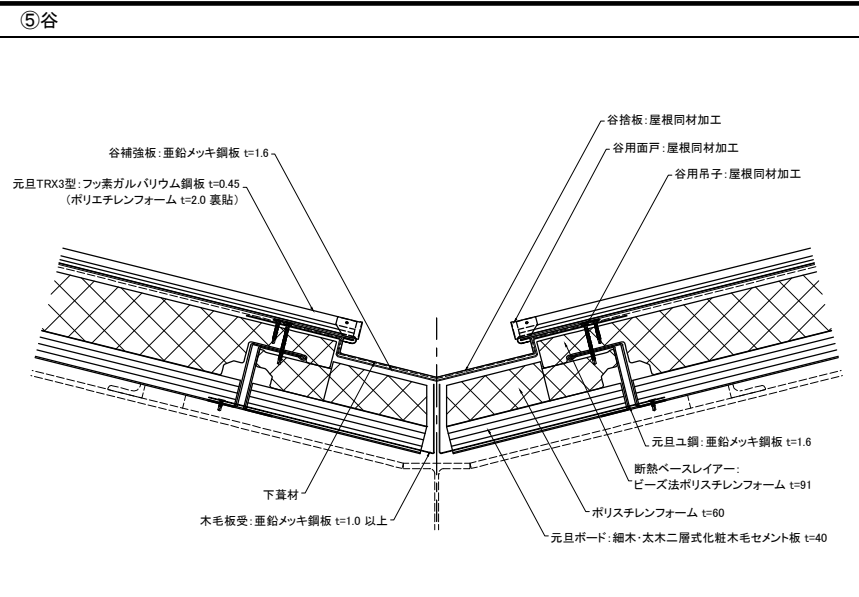 ⑤谷
谷捨板：屋根同材加工
谷補強板：亜鉛メッキ鋼板 t=1.6
谷用面戸：屋根同材加工
谷用吊子：屋根同材加工
元旦TRX3型：フッ素ガルバリウム鋼板 t=0.45
（ポリエチレンフォーム t=2.0 裏貼）
元旦ユ鋼：亜鉛メッキ鋼板 t=1.6
断熱ベースレイアー：
ビーズ法ポリスチレンフォーム t=91
下葺材
ポリスチレンフォーム t=60
木毛板受：亜鉛メッキ鋼板 t=1.0 以上
元旦ボード：細木・太木二層式化粧木毛セメント板 t=40